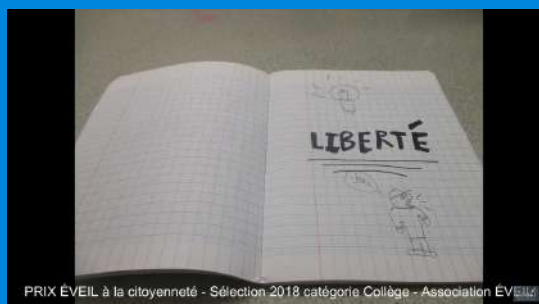 LIBERTÉ
PRIX ÉVEIL à la citoyenneté - Sélection 2018 catégorie Collège - Association ÉVEIL